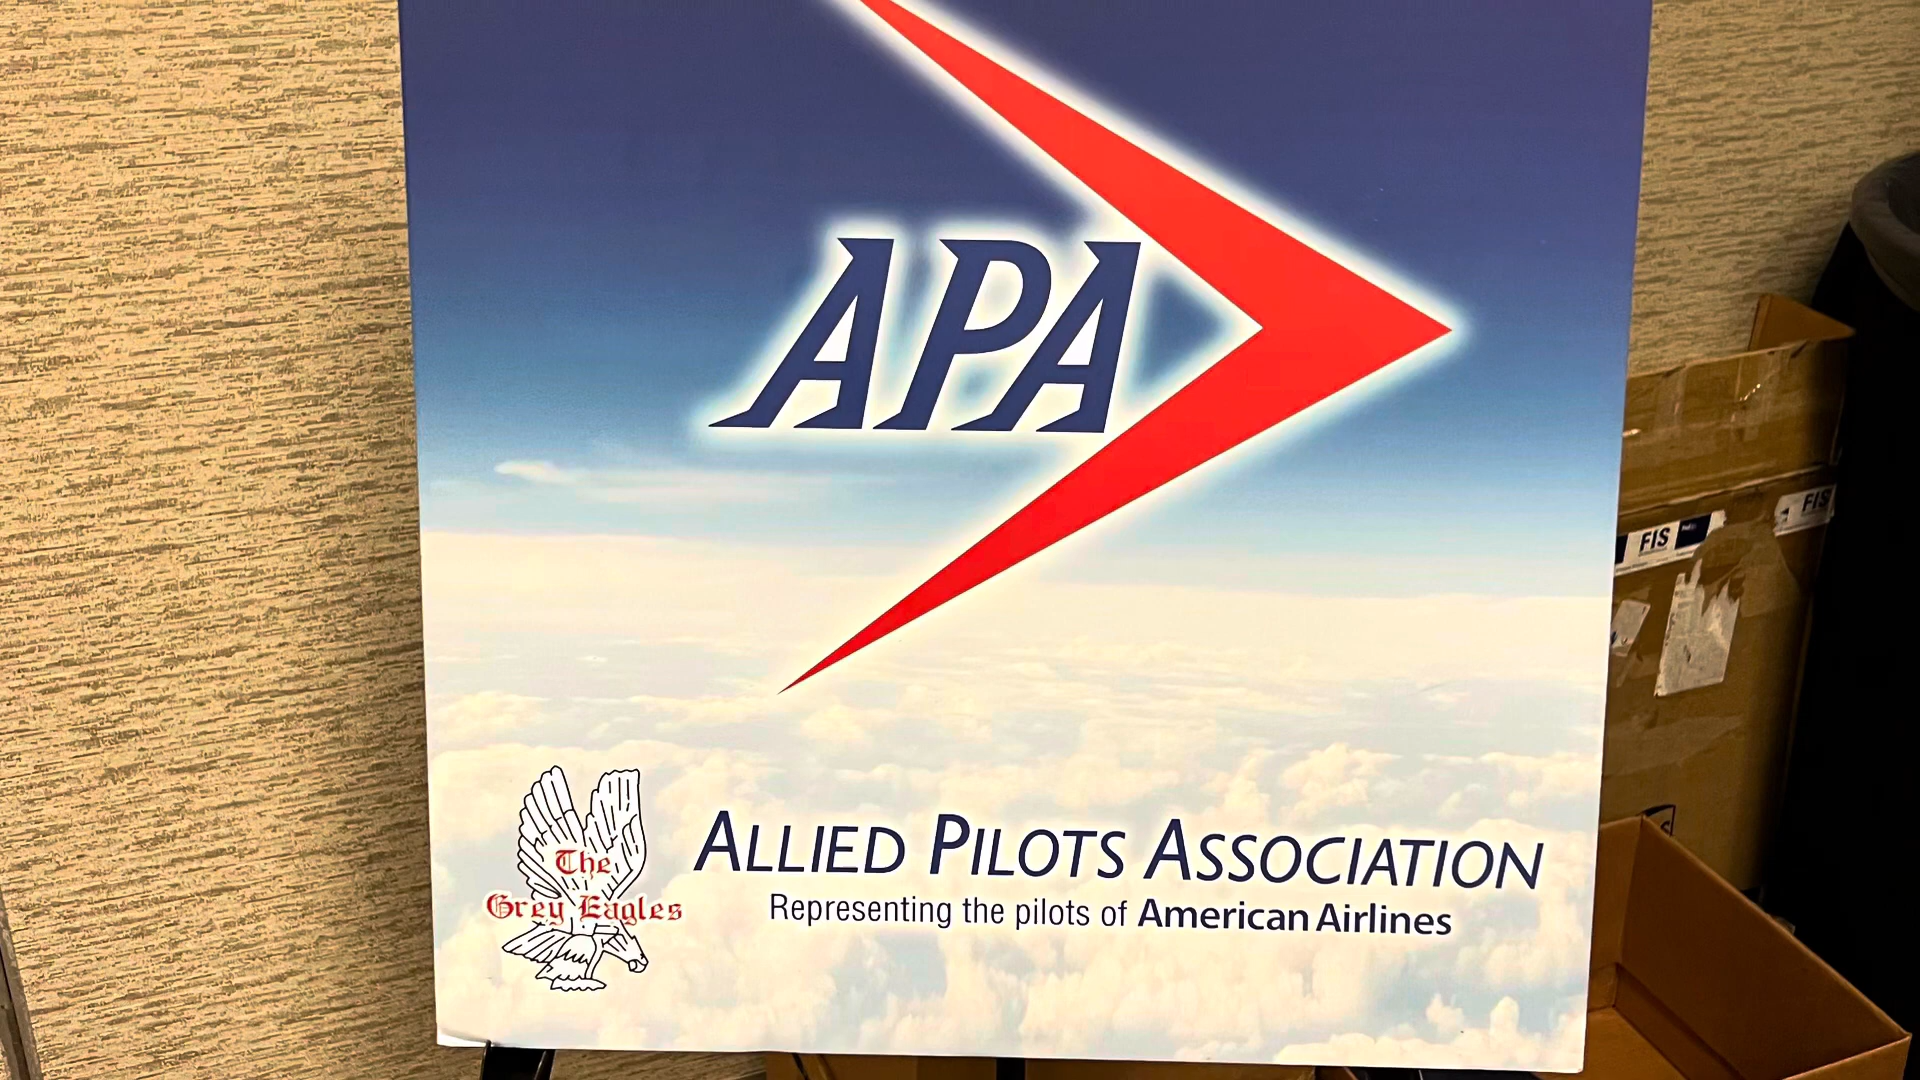 APA
The
Grey Eagles
ALLIED PILOTS ASSOCIATION
Representing the pilots of American Airlines
FIS
FIS